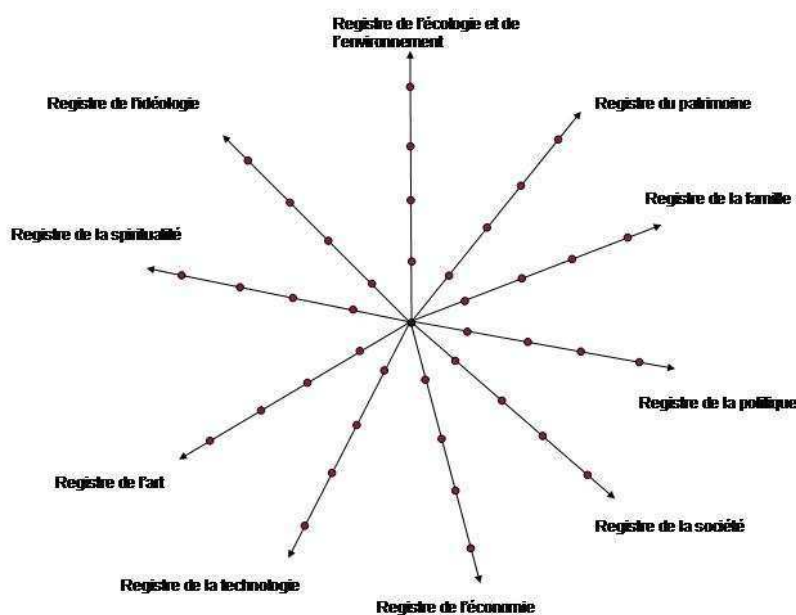 Registre de l'écologie et de
l'environnement
Registre de l'idéologie
Registre du patrimoine
Registre de la famille
Registre de la spiritualité
Registre de la politique
Registre de l'art
Registre de la société
Registre de la technologie
Registre de l'économie